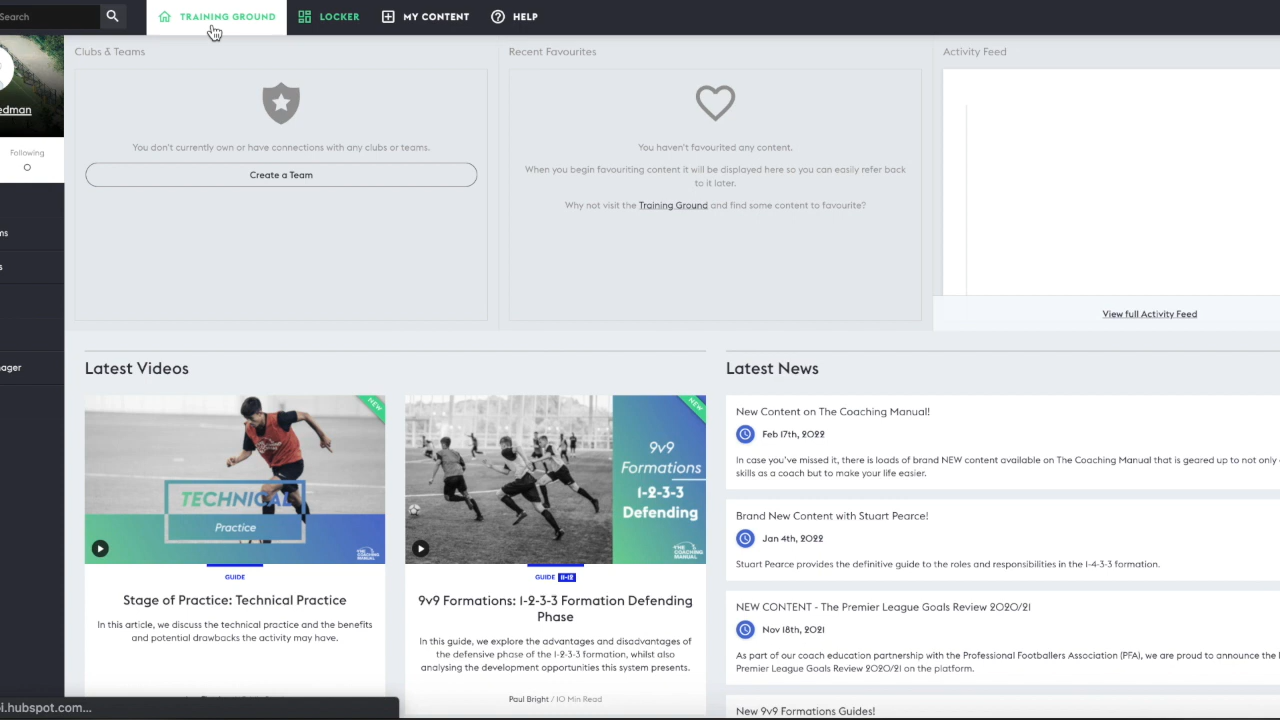 Search
TRAINING GROUND
LOCKER
MY CONTENT
HELP
edman
Following
0
ms
s
ager
Clubs & Teams
You don't currently own or have connections with any clubs or teams.
Create a Team
Recent Favourites
You haven't favourited any content.
When you begin favouriting content it will be displayed here so you can easily refer back
to it later.
Why not visit the Training Ground and find some content to favourite?
Activity Feed
View full Activity Feed
Latest Videos
NEW
TECHNICAL
Practice
THE
COACHING
MANUAL
GUIDE
Stage of Practice: Technical Practice
In this article, we discuss the technical practice and the benefits
and potential drawbacks the activity may have.
NEW
9v9
Formations
1-2-3-3
Defending
THE
COACHING
MANUAL
GUIDE 11-12
9v9 Formations: 1-2-3-3 Formation Defending
Phase
In this guide, we explore the advantages and disadvantages of
the defensive phase of the 1-2-3-3 formation, whilst also
analysing the development opportunities this system presents.
Paul Bright / 10 Min Read
Latest News
New Content on The Coaching Manual!
Feb 17th, 2022
In case you've missed it, there is loads of brand NEW content available on The Coaching Manual that is geared up to not only
skills as a coach but to make your life easier.
Brand New Content with Stuart Pearce!
Jan 4th, 2022
Stuart Pearce provides the definitive guide to the roles and responsibilities in the 1-4-3-3 formation.
NEW CONTENT - The Premier League Goals Review 2020/21
Nov 18th, 2021
As part of our coach education partnership with the Professional Footballers Association (PFA), we are proud to announce the
Premier League Goals Review 2020/21 on the platform.
New 9v9 Formations Guides!
pi.hubspot.com...